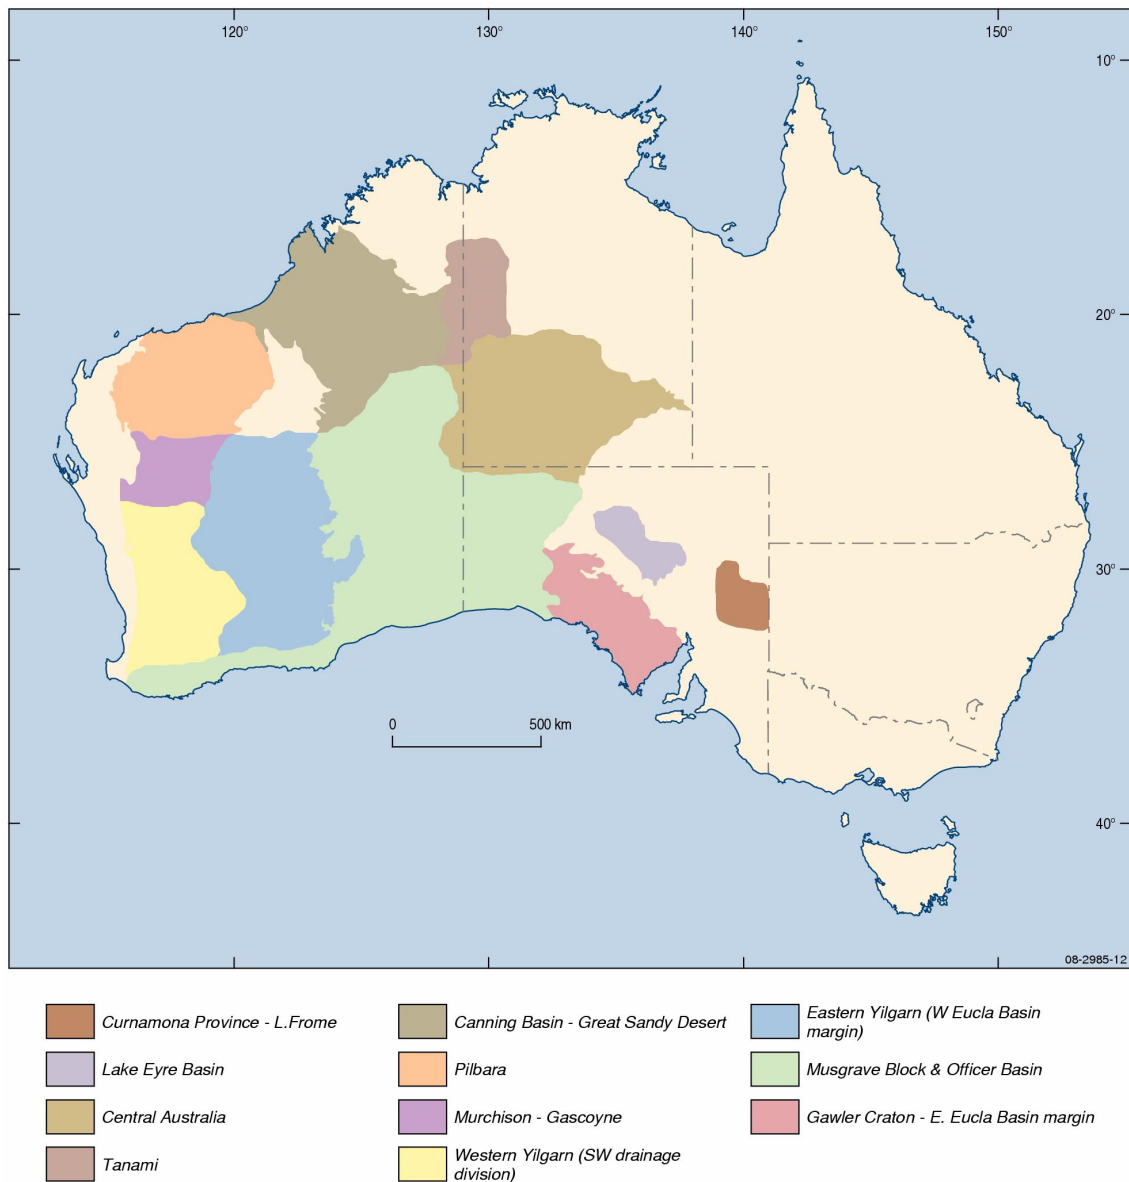 120° 130° 140° 150°
10°
20°
30°
0 500 km
40°
08-2985-12
Curnamona Province - L.Frome
Lake Eyre Basin
Central Australia
Tanami
Canning Basin - Great Sandy Desert
Pilbara
Murchison - Gascoyne
Western Yilgarn (SW drainage
division)
Eastern Yilgarn (W Eucla Basin
margin)
Musgrave Block & Officer Basin
Gawler Craton - E. Eucla Basin margin